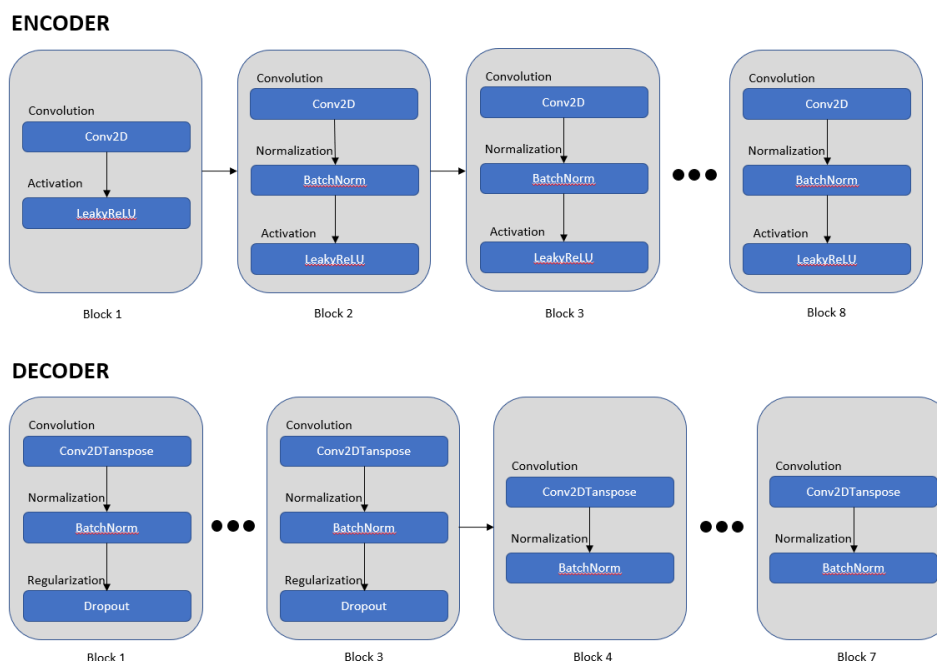 ENCODER
Convolution
Conv2D
Activation
LeakyReLU
Block 1
Convolution
Conv2D
Normalization
BatchNorm
Activation
LeakyReLU
Block 2
Convolution
Conv2D
Normalization
BatchNorm
Activation
LeakyReLU
Block 3
Convolution
Conv2D
Normalization
BatchNorm
Activation
LeakyReLU
Block 8
DECODER
Convolution
Conv2DTanspose
Normalization
BatchNorm
Regularization
Dropout
Block 1
Convolution
Conv2DTanspose
Normalization
BatchNorm
Regularization
Dropout
Block 3
Convolution
Conv2DTanspose
Normalization
BatchNorm
Block 4
Convolution
Conv2DTanspose
Normalization
BatchNorm
Block 7